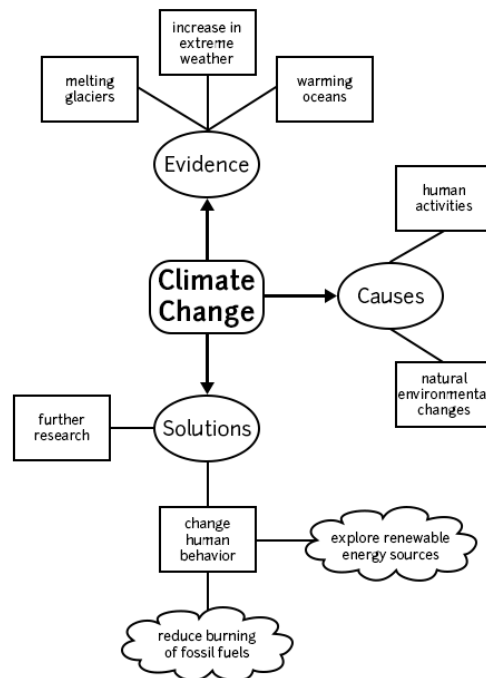 increase in
extreme
weather
melting
glaciers
warming
oceans
Evidence
human
activities
Climate
Change
Causes
natural
environmental
changes
further
research
Solutions
change
human
behavior
explore renewable
energy sources
reduce burning
of fossil fuels